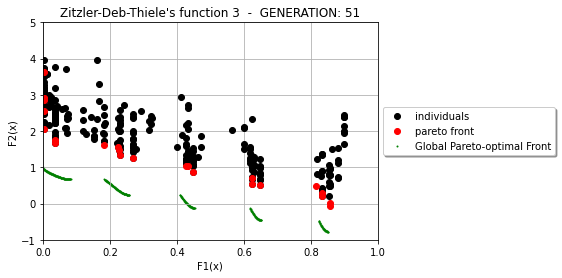 Zitzler-Deb-Thiele's function 3 - GENERATION: 51
5
4
3
2
1
0
-1
F2(x)
0.0 0.2 0.4 0.6 0.8 1.0
F1(x)
individuals
pareto front
Global Pareto-optimal Front